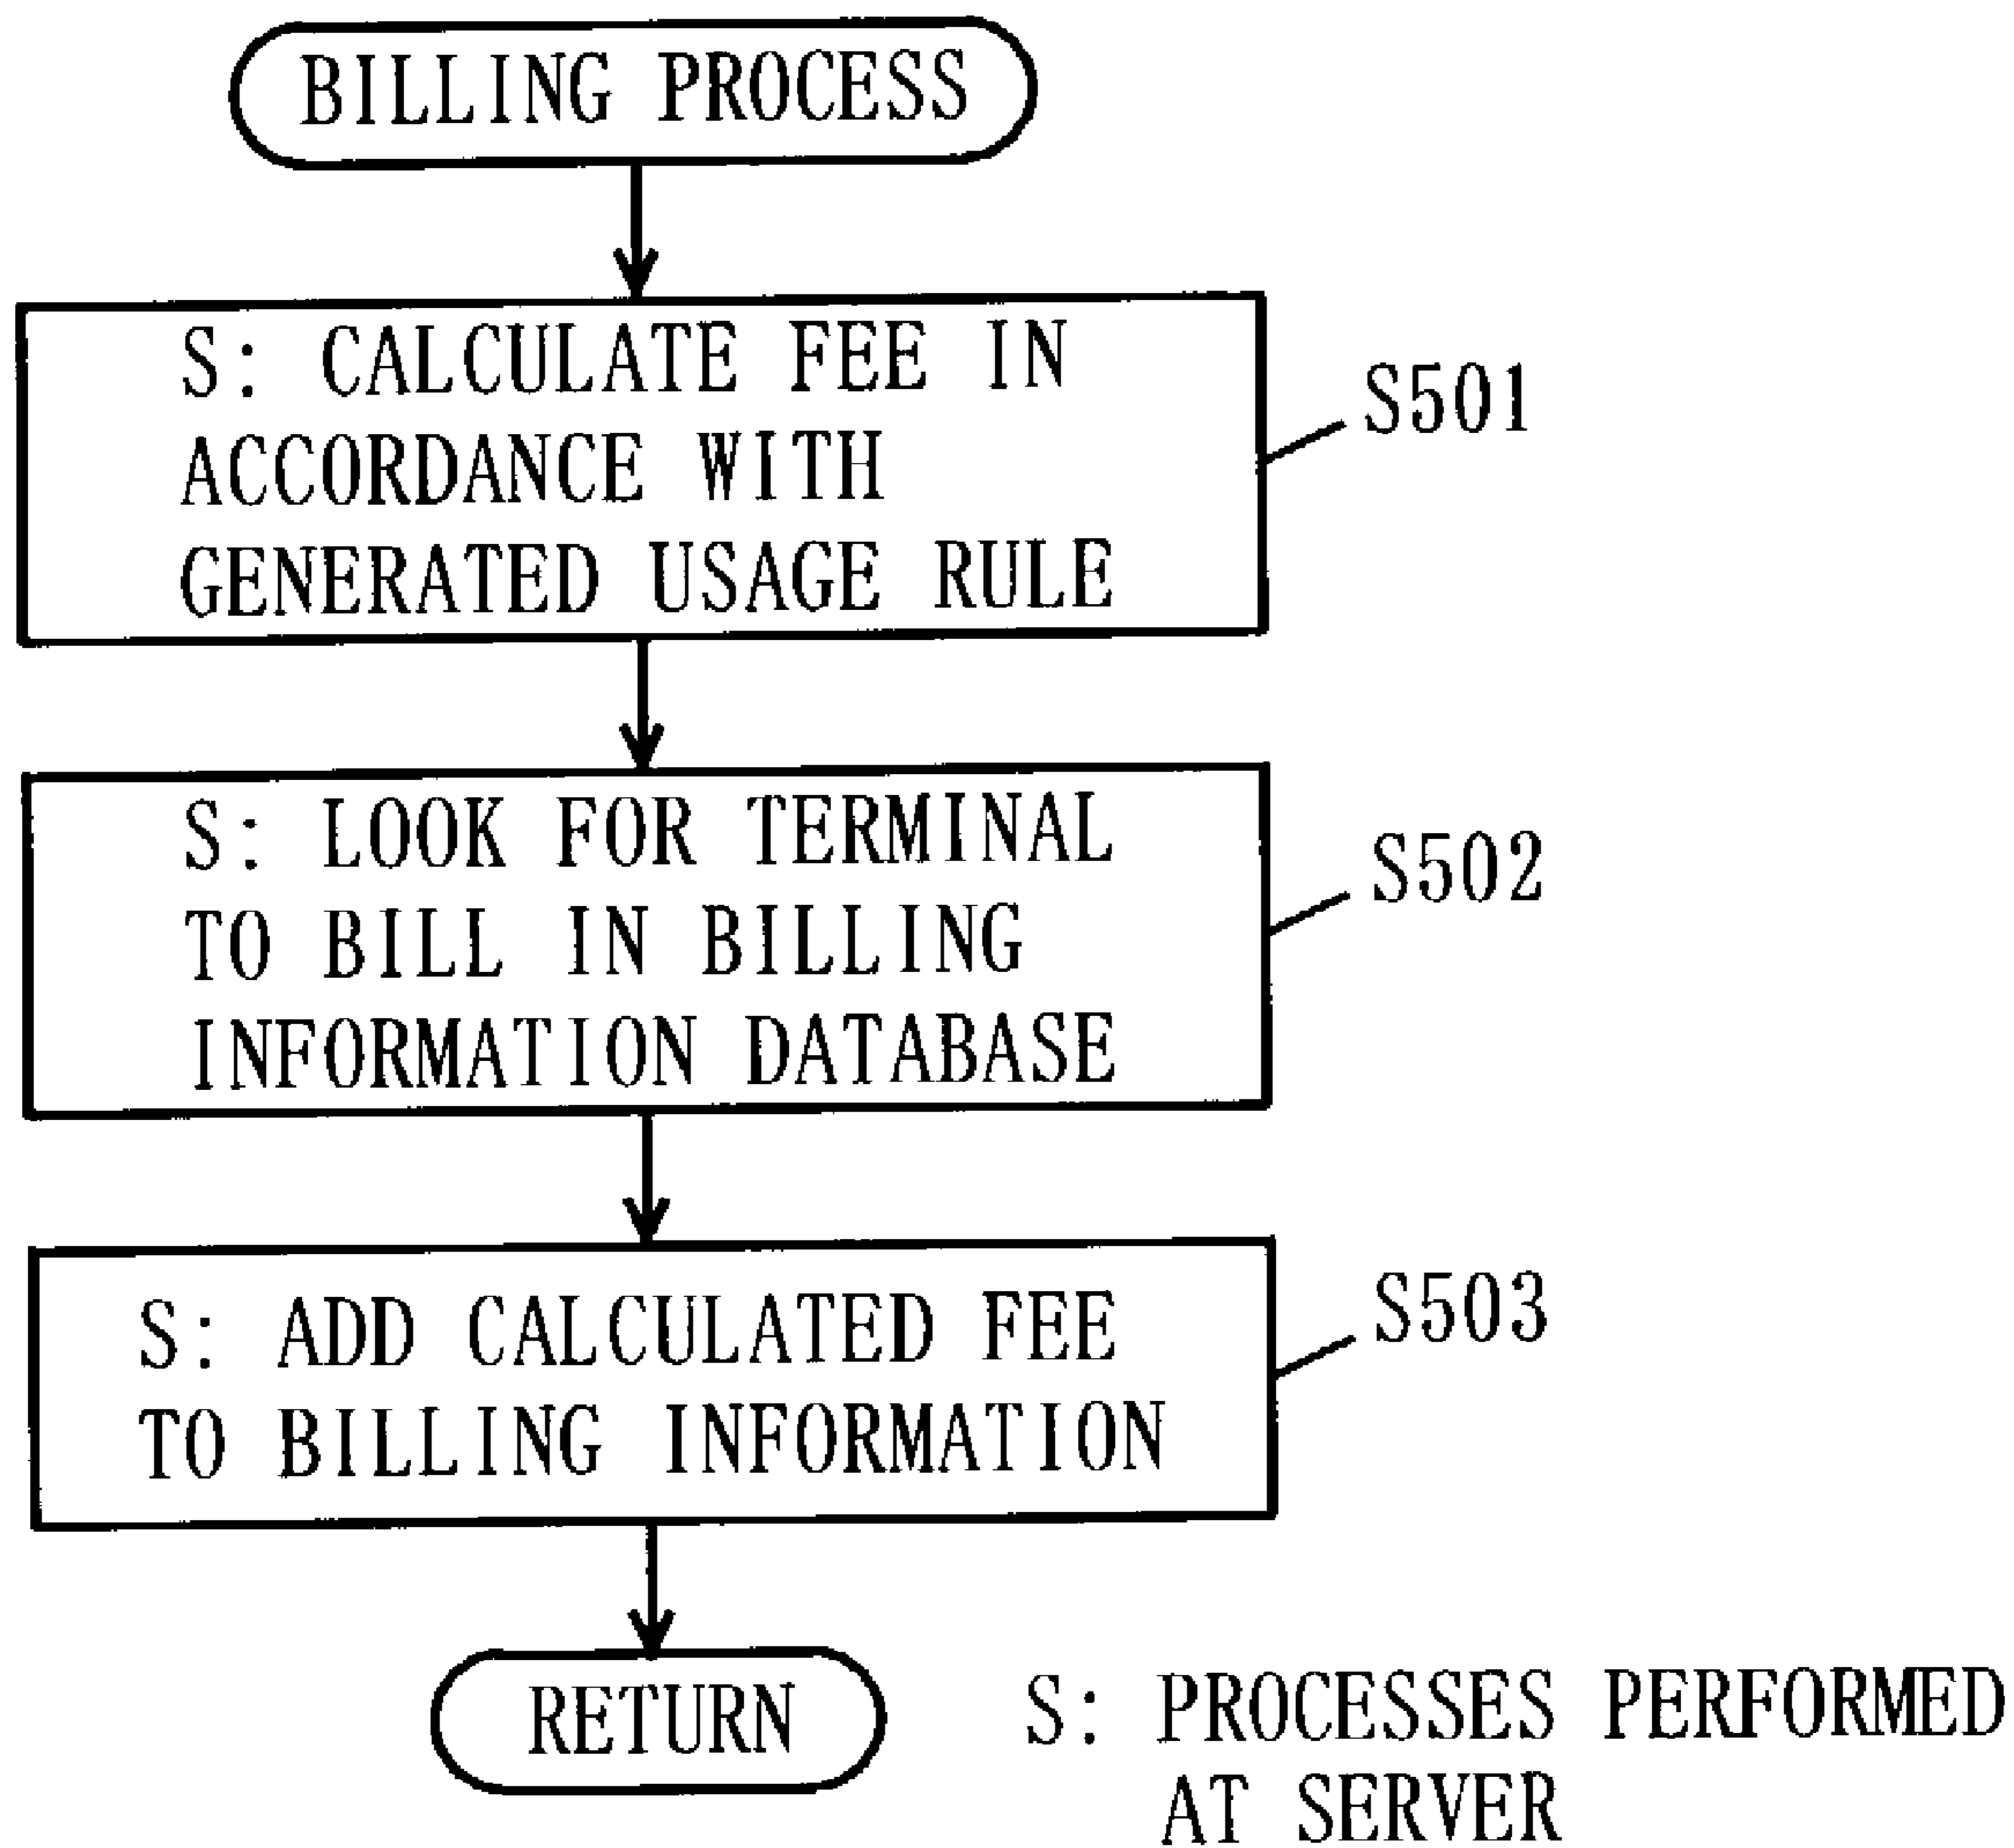 BILLING PROCESS
S: CALCULATE FEE IN
ACCORDANCE WITH
GENERATED USAGE RULE
S501
S: LOOK FOR TERMINAL
TO BILL IN BILLING
INFORMATION DATABASE
S502
S: ADD CALCULATED FEE
TO BILLING INFORMATION
S503
RETURN
S: PROCESSES PERFORMED
AT SERVER